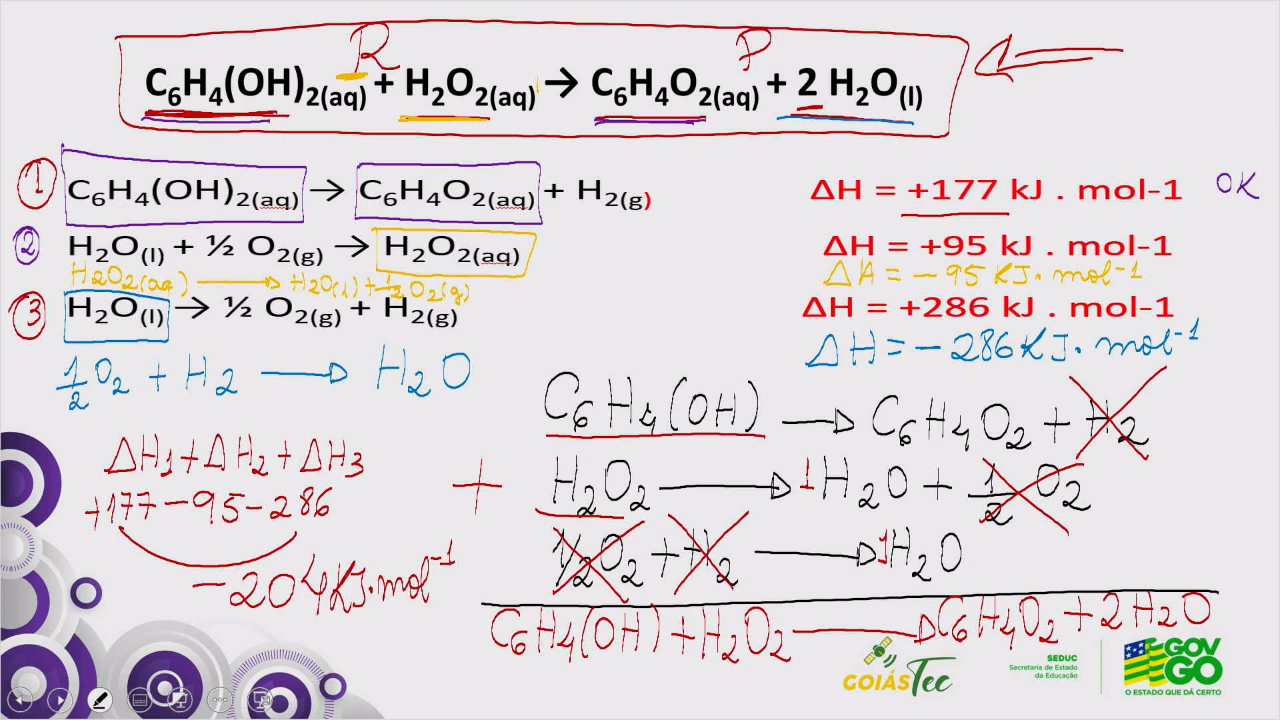 R P
C₆H₄(OH)₂(aq) + H₂O₂(aq) → C₆H₄O₂(aq) + 2 H₂O(l)
1 C₆H₄(OH)₂(aq) → C₆H₄O₂(aq) + H₂(g) ΔH = +177 kJ . mol-1 OK
2 H₂O(l) + ½ O₂(g) → H₂O₂(aq) ΔH = +95 kJ . mol-1
H₂O₂(aq) → H₂O(l) + 1/2 O₂(g) ΔH = -95 KJ. mol⁻¹
3 H₂O(l) → ½ O₂(g) + H₂(g) ΔH = +286 kJ . mol-1
1/2 O₂ + H₂ → H₂O ΔH = -286 KJ. mol⁻¹
C₆H₄(OH) → C₆H₄O₂ + H₂
ΔH₁ + ΔH₂ + ΔH₃
+ H₂O₂ → 1H₂O + 1/2 O₂
+177 - 95 - 286
1/2 O₂ + H₂ → 1H₂O
-204 KJ. mol⁻¹
C₆H₄(OH) + H₂O₂ → C₆H₄O₂ + 2H₂O
GOIÁSTec
SEDUC
Secretaria de Estado
da Educação
GOV
GO
O ESTADO QUE DÁ CERTO